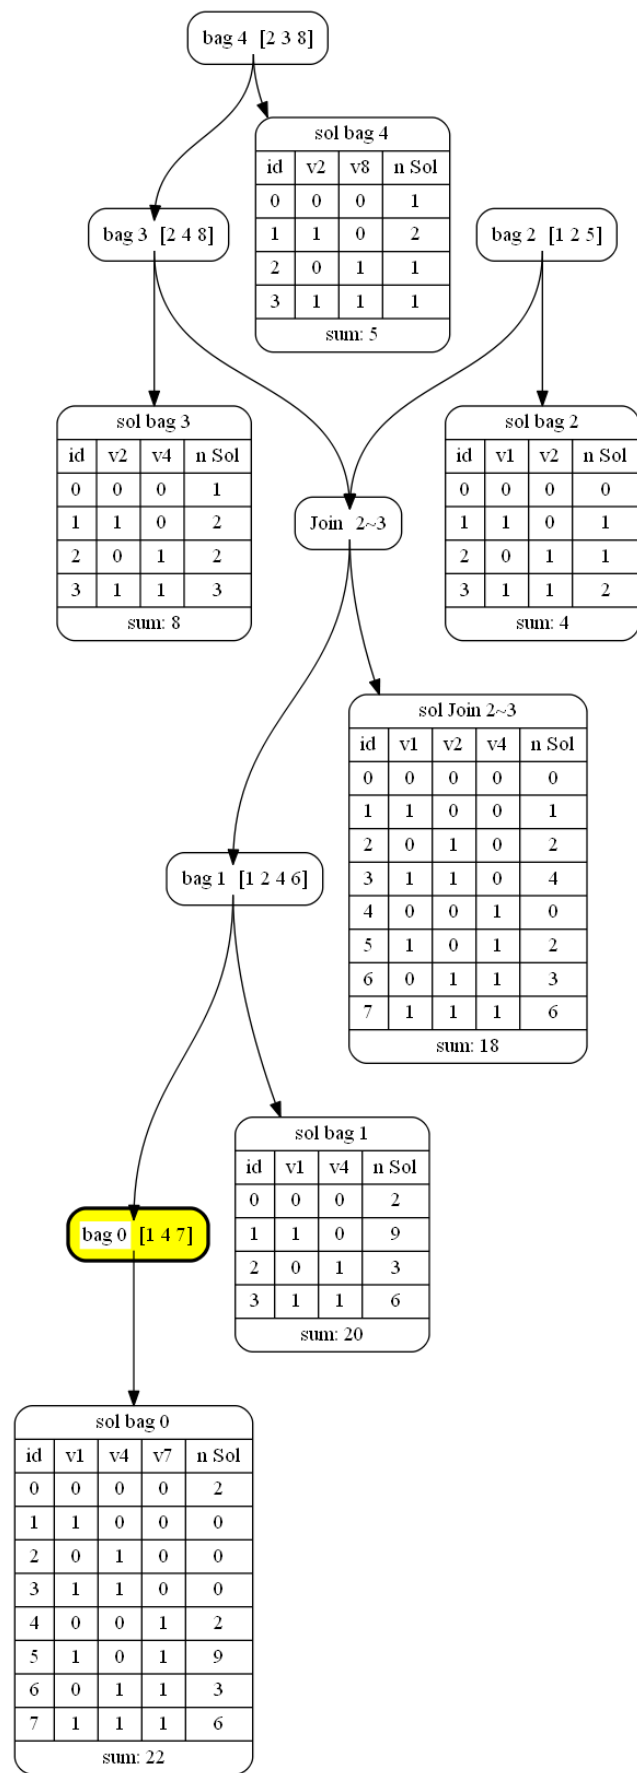 bag 4 [2 3 8]
sol bag 4
id v2 v8 n Sol
0 0 0 1
1 1 0 2
2 0 1 1
3 1 1 1
sum: 5
bag 3 [2 4 8]
bag 2 [1 2 5]
sol bag 3
id v2 v4 n Sol
0 0 0 1
1 1 0 2
2 0 1 2
3 1 1 3
sum: 8
sol bag 2
id v1 v2 n Sol
0 0 0 0
1 1 0 1
2 0 1 1
3 1 1 2
sum: 4
Join 2~3
sol Join 2~3
id v1 v2 v4 n Sol
0 0 0 0 0
1 1 0 0 1
2 0 1 0 2
3 1 1 0 4
4 0 0 1 0
5 1 0 1 2
6 0 1 1 3
7 1 1 1 6
sum: 18
bag 1 [1 2 4 6]
sol bag 1
id v1 v4 n Sol
0 0 0 2
1 1 0 9
2 0 1 3
3 1 1 6
sum: 20
bag 0 [1 4 7]
sol bag 0
id v1 v4 v7 n Sol
0 0 0 0 2
1 1 0 0 0
2 0 1 0 0
3 1 1 0 0
4 0 0 1 2
5 1 0 1 9
6 0 1 1 3
7 1 1 1 6
sum: 22